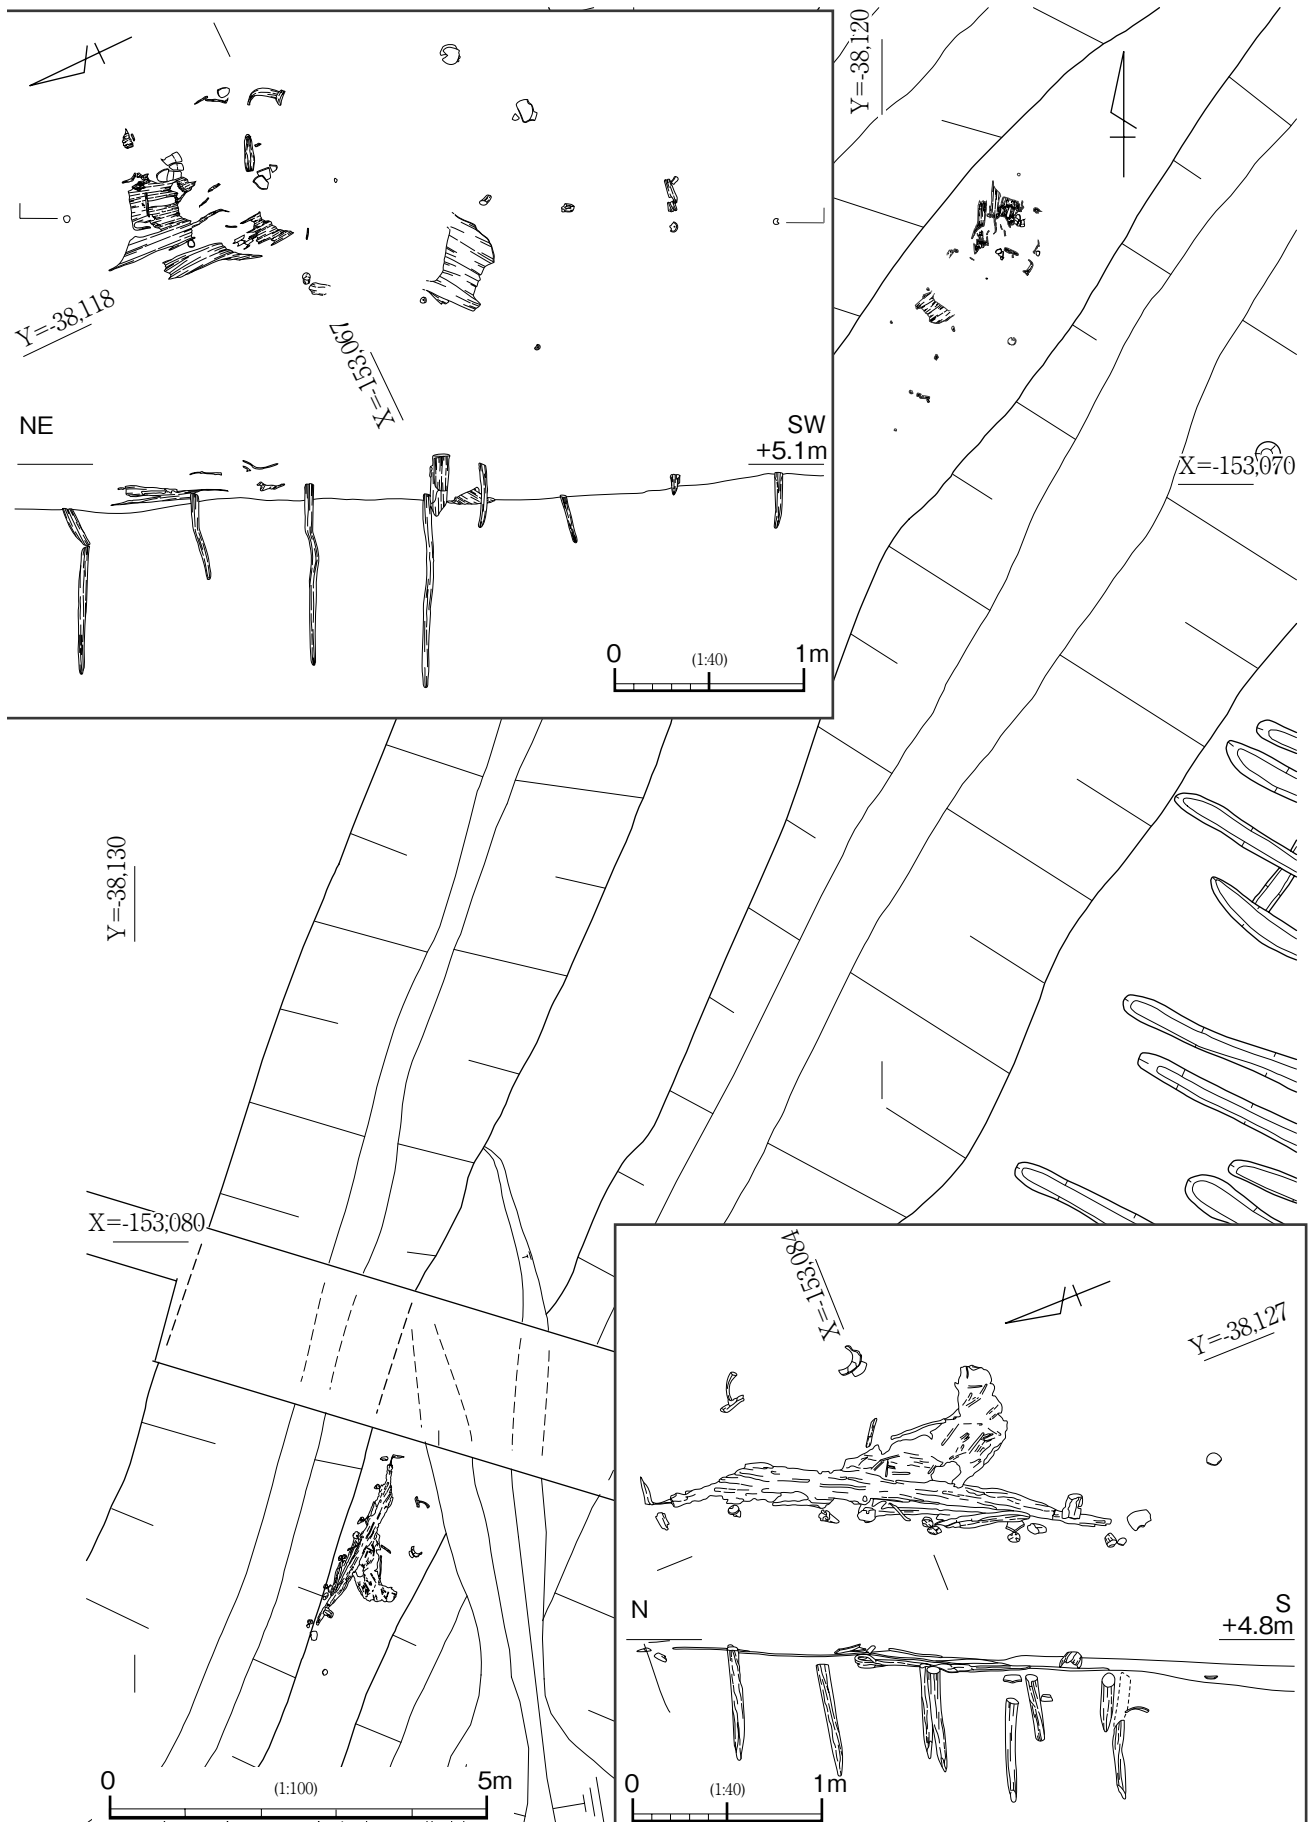 Y=-38,120
Y=-38,118
X=-153,067
NE
SW
+5.1m
X=-153,070
0
(1:40)
1m
Y=-38,130
X=-153,080
X=-153,084
Y=-38,127
N
S
+4.8m
0
(1:100)
5m
0
(1:40)
1m